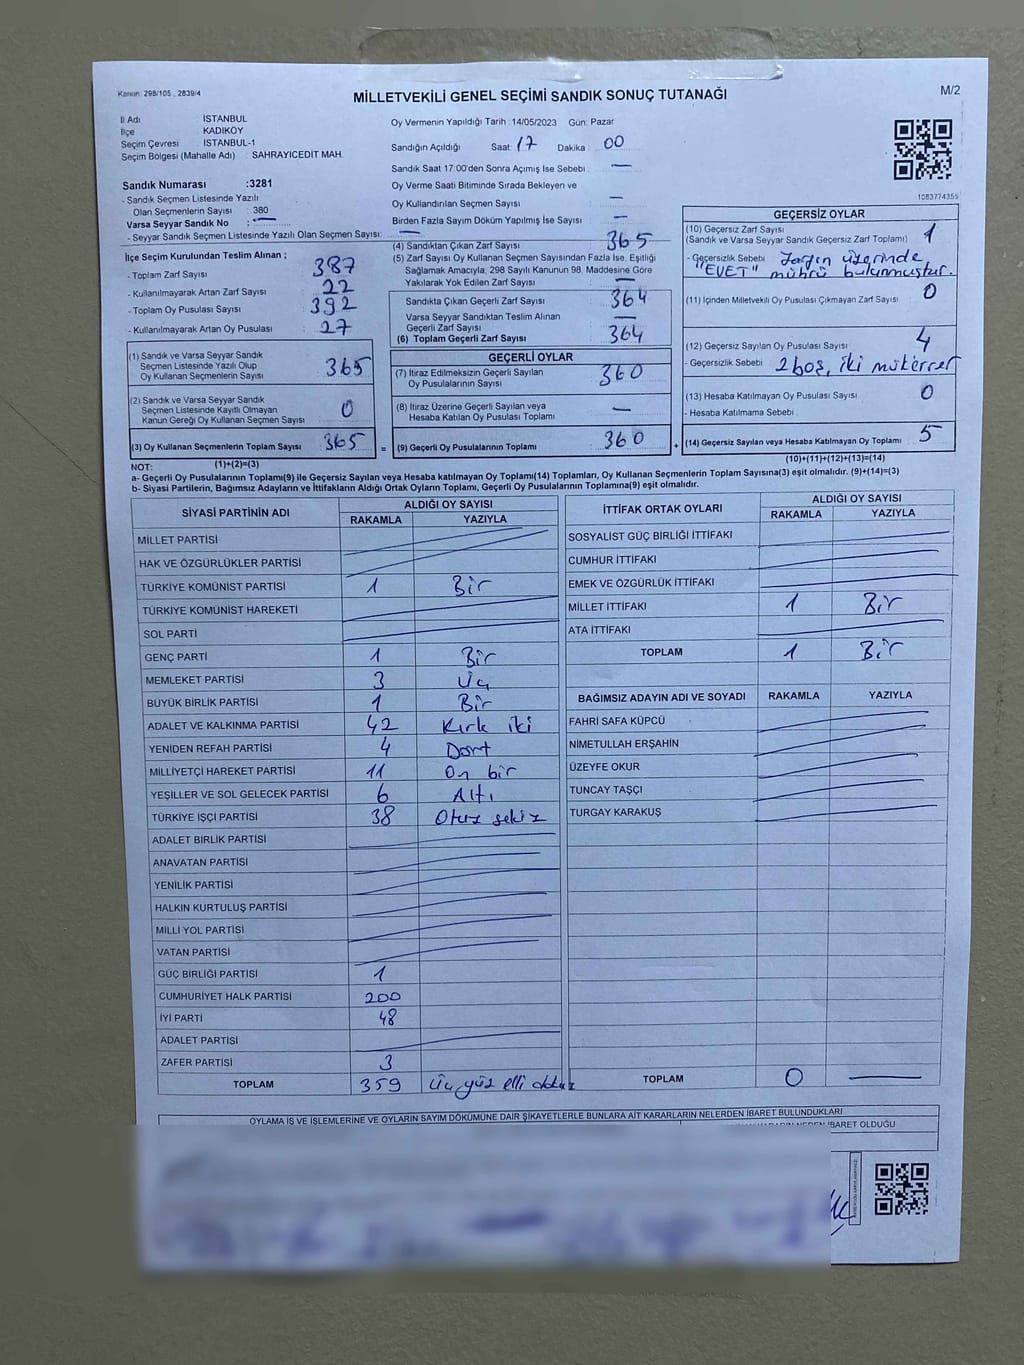 Kanun: 298/105 , 2839/4
MİLLETVEKİLİ GENEL SEÇİMİ SANDIK SONUÇ TUTANAĞI
M/2
İl Adı İSTANBUL
İlçe KADIKÖY
Seçim Çevresi : İSTANBUL-1
Seçim Bölgesi (Mahalle Adı) : SAHRAYICEDİT MAH.
Sandık Numarası :3281
- Sandık Seçmen Listesinde Yazılı
Olan Seçmenlerin Sayısı : 380
Varsa Seyyar Sandık No : —
- Seyyar Sandık Seçmen Listesinde Yazılı Olan Seçmen Sayısı: —
Oy Vermenin Yapıldığı Tarih :14/05/2023 Gün: Pazar
Sandığın Açıldığı Saat : 17 Dakika : 00
Sandık Saat 17:00'den Sonra Açılmış İse Sebebi : —
Oy Verme Saati Bitiminde Sırada Bekleyen ve
Oy Kullandırılan Seçmen Sayısı : —
Birden Fazla Sayım Döküm Yapılmış İse Sayısı : —
1083774355
İlçe Seçim Kurulundan Teslim Alınan ;
- Toplam Zarf Sayısı : 387
- Kullanılmayarak Artan Zarf Sayısı : 22
- Toplam Oy Pusulası Sayısı : 392
- Kullanılmayarak Artan Oy Pusulası : 27
(1) Sandık ve Varsa Seyyar Sandık
Seçmen Listesinde Yazılı Olup
Oy Kullanan Seçmenlerin Sayısı : 365
(2) Sandık ve Varsa Seyyar Sandık
Seçmen Listesinde Kayıtlı Olmayan
Kanun Gereği Oy Kullanan Seçmen Sayısı : 0
(3) Oy Kullanan Seçmenlerin Toplam Sayısı : 365
(1)+(2)=(3)
(4) Sandıktan Çıkan Zarf Sayısı : 365
(5) Zarf Sayısı Oy Kullanan Seçmen Sayısından Fazla İse, Eşitliği
Sağlamak Amacıyla; 298 Sayılı Kanunun 98. Maddesine Göre
Yakılarak Yok Edilen Zarf Sayısı : —
Sandıkta Çıkan Geçerli Zarf Sayısı : 364
Varsa Seyyar Sandıktan Teslim Alınan
Geçerli Zarf Sayısı : —
(6) Toplam Geçerli Zarf Sayısı : 364
GEÇERLİ OYLAR
(7) İtiraz Edilmeksizin Geçerli Sayılan
Oy Pusulalarının Sayısı : 360
(8) İtiraz Üzerine Geçerli Sayılan veya
Hesaba Katılan Oy Pusulası Toplamı : —
= (9) Geçerli Oy Pusulalarının Toplamı : 360 +
GEÇERSİZ OYLAR
(10) Geçersiz Zarf Sayısı
(Sandık ve Varsa Seyyar Sandık Geçersiz Zarf Toplamı) : 1
- Geçersizlik Sebebi : Zarfın üzerinde
"EVET" mührü bulunmuştur.
(11) İçinden Milletvekili Oy Pusulası Çıkmayan Zarf Sayısı : 0
(12) Geçersiz Sayılan Oy Pusulası Sayısı : 4
- Geçersizlik Sebebi : 2 boş, iki mükerrer
(13) Hesaba Katılmayan Oy Pusulası Sayısı : 0
- Hesaba Katılmama Sebebi :
(14) Geçersiz Sayılan veya Hesaba Katılmayan Oy Toplamı : 5
(10)+(11)+(12)+(13)=(14)
NOT:
a- Geçerli Oy Pusulalarının Toplamı(9) ile Geçersiz Sayılan veya Hesaba katılmayan Oy Toplamı(14) Toplamları, Oy Kullanan Seçmenlerin Toplam Sayısına(3) eşit olmalıdır. (9)+(14)=(3)
b- Siyasi Partilerin, Bağımsız Adayların ve İttifakların Aldığı Ortak Oyların Toplamı, Geçerli Oy Pusulalarının Toplamına(9) eşit olmalıdır.
SİYASİ PARTİNİN ADI ALDIĞI OY SAYISI
RAKAMLA YAZIYLA
MİLLET PARTİSİ
HAK VE ÖZGÜRLÜKLER PARTİSİ
TÜRKİYE KOMÜNİST PARTİSİ 1 Bir
TÜRKİYE KOMÜNİST HAREKETİ
SOL PARTİ
GENÇ PARTİ 1 Bir
MEMLEKET PARTİSİ 3 Üç
BÜYÜK BİRLİK PARTİSİ 1 Bir
ADALET VE KALKINMA PARTİSİ 42 Kırk iki
YENİDEN REFAH PARTİSİ 4 Dört
MİLLİYETÇİ HAREKET PARTİSİ 11 On bir
YEŞİLLER VE SOL GELECEK PARTİSİ 6 Altı
TÜRKİYE İŞÇİ PARTİSİ 38 Otuz sekiz
ADALET BİRLİK PARTİSİ
ANAVATAN PARTİSİ
YENİLİK PARTİSİ
HALKIN KURTULUŞ PARTİSİ
MİLLİ YOL PARTİSİ
VATAN PARTİSİ
GÜÇ BİRLİĞİ PARTİSİ 1
CUMHURİYET HALK PARTİSİ 200
İYİ PARTİ 48
ADALET PARTİSİ
ZAFER PARTİSİ 3
TOPLAM 359 Üç yüz elli dokuz
İTTİFAK ORTAK OYLARI ALDIĞI OY SAYISI
RAKAMLA YAZIYLA
SOSYALİST GÜÇ BİRLİĞİ İTTİFAKI
CUMHUR İTTİFAKI
EMEK VE ÖZGÜRLÜK İTTİFAKI
MİLLET İTTİFAKI 1 Bir
ATA İTTİFAKI
TOPLAM 1 Bir
BAĞIMSIZ ADAYIN ADI VE SOYADI RAKAMLA YAZIYLA
FAHRİ SAFA KÜPCÜ
NİMETULLAH ERŞAHİN
ÜZEYFE OKUR
TUNCAY TAŞÇI
TURGAY KARAKUŞ
TOPLAM 0 —
OYLAMA İŞ VE İŞLEMLERİNE VE OYLARIN SAYIM DÖKÜMÜNE DAİR ŞİKAYETLERLE BUNLARA AİT KARARLARIN NELERDEN İBARET BULUNDUKLARI
İBARET OLDUĞU